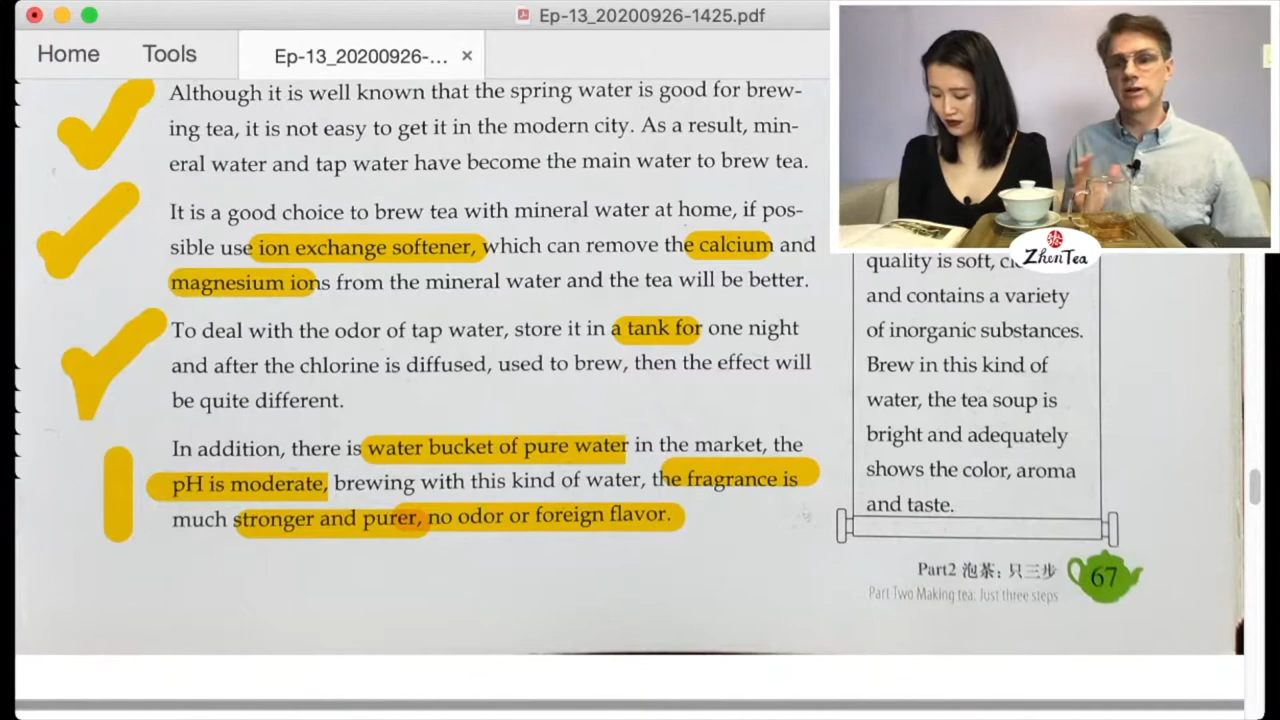 Ep-13_20200926-1425.pdf
Home
Tools
Ep-13_20200926-... ×
Although it is well known that the spring water is good for brew-
ing tea, it is not easy to get it in the modern city. As a result, min-
eral water and tap water have become the main water to brew tea.
It is a good choice to brew tea with mineral water at home, if pos-
sible use ion exchange softener, which can remove the calcium and
magnesium ions from the mineral water and the tea will be better.
To deal with the odor of tap water, store it in a tank for one night
and after the chlorine is diffused, used to brew, then the effect will
be quite different.
In addition, there is water bucket of pure water in the market, the
pH is moderate, brewing with this kind of water, the fragrance is
much stronger and purer, no odor or foreign flavor.
ZhenTea
quality is soft,
and contains a variety
of inorganic substances.
Brew in this kind of
water, the tea soup is
bright and adequately
shows the color, aroma
and taste.
Part2 泡茶：只三步
Part Two Making tea: Just three steps
67